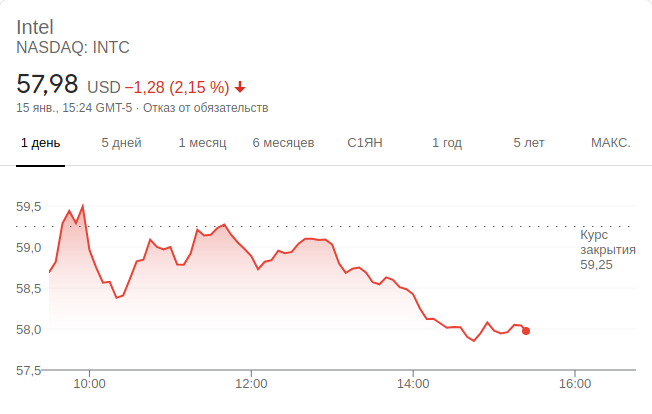 Intel
NASDAQ: INTC
57,98 USD −1,28 (2,15 %)
15 янв., 15:24 GMT-5 · Отказ от обязательств
1 день 5 дней 1 месяц 6 месяцев С1ЯН 1 год 5 лет МАКС.
59,5
59,0
58,5
58,0
57,5
Курс
закрытия
59,25
10:00 12:00 14:00 16:00